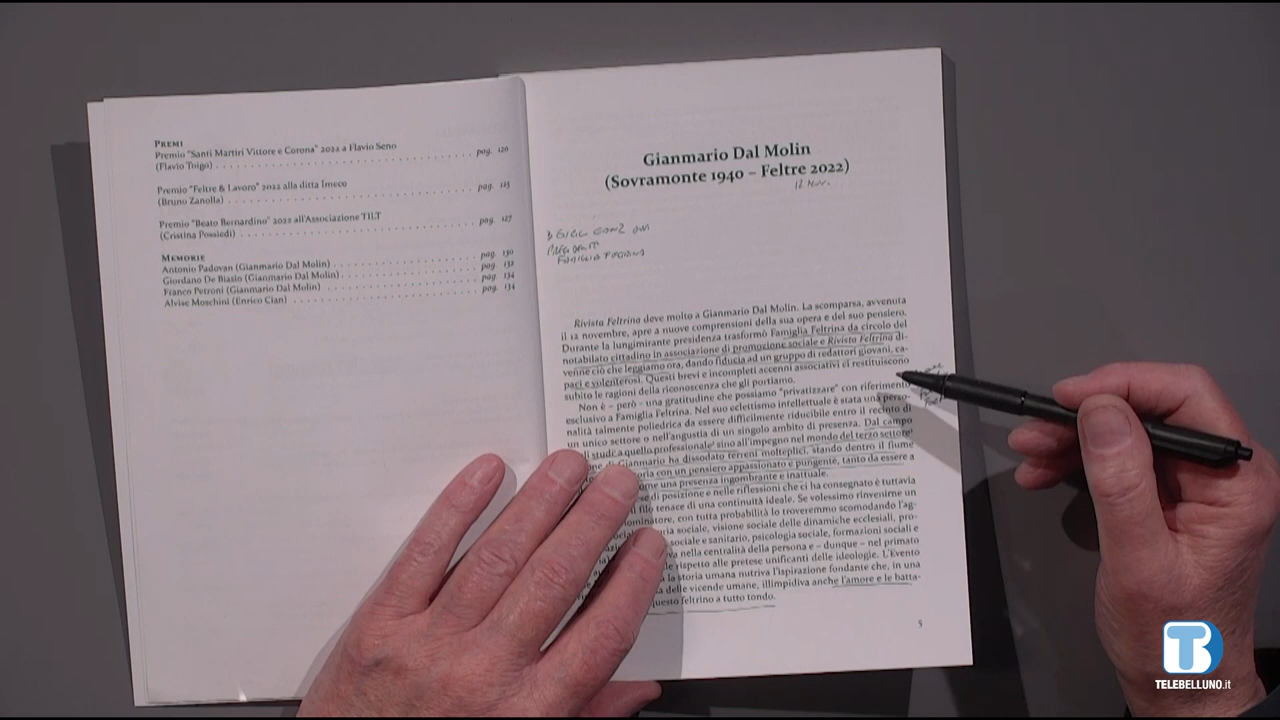 PREMI
Premio "Santi Martiri Vittore e Corona" 2022 a Flavio Seno
(Flavio Toigo) . . . . . . . . . . pag. 120
Premio "Feltre & Lavoro" 2022 alla ditta Imeco
(Bruno Zanolla) . . . . . . . . . . pag. 125
Premio "Beato Bernardino" 2022 all'Associazione TILT
(Cristina Possiedi) . . . . . . . . . . pag. 127
MEMORIE
Antonio Padovan (Gianmario Dal Molin) . . . . . . . . . . pag. 130
Giordano De Biasio (Gianmario Dal Molin) . . . . . . . . . . pag. 132
Franco Petroni (Gianmario Dal Molin) . . . . . . . . . . pag. 134
Alvise Moschini (Enrico Cian) . . . . . . . . . . pag. 134
Gianmario Dal Molin
(Sovramonte 1940 – Feltre 2022)
12 Nov.
Rivista Feltrina deve molto a Gianmario Dal Molin. La scomparsa, avvenuta
il 12 novembre, apre a nuove comprensioni della sua opera e del suo pensiero.
Durante la lungimirante presidenza trasformò Famiglia Feltrina da circolo del
notabilato cittadino in associazione di promozione sociale e Rivista Feltrina di-
venne ciò che leggiamo ora, dando fiducia ad un gruppo di redattori giovani, ca-
paci e volenterosi. Questi brevi e incompleti accenni associativi ci restituiscono
subito le ragioni della riconoscenza che gli portiamo.
Non è – però – una gratitudine che possiamo "privatizzare" con riferimento
esclusivo a Famiglia Feltrina. Nel suo eclettismo intellettuale è stata una perso-
nalità talmente poliedrica da essere difficilmente riducibile entro il recinto di
un unico settore o nell'angustia di un singolo ambito di presenza. Dal campo
studi a quello professionale sino all'impegno nel mondo del terzo settore
di Gianmario ha dissodato terreni molteplici, stando dentro il fiume
con un pensiero appassionato e pungente, tanto da essere a
come una presenza ingombrante e inattuale.
di posizione e nelle riflessioni che ci ha consegnato è tuttavia
il filo tenace di una continuità ideale. Se volessimo rinvenirne un
con tutta probabilità lo troveremmo scomodando l'ag-
sociale, visione sociale delle dinamiche ecclesiali, pro-
sociale e sanitario, psicologia sociale, formazioni sociali e
nella centralità della persona e – dunque – nel primato
rispetto alle pretese unificanti delle ideologie. L'Evento
la storia umana nutriva l'ispirazione fondante che, in una
delle vicende umane, illimpidiva anche l'amore e le batta-
questo feltrino a tutto tondo.
5
TELEBELLUNO.it